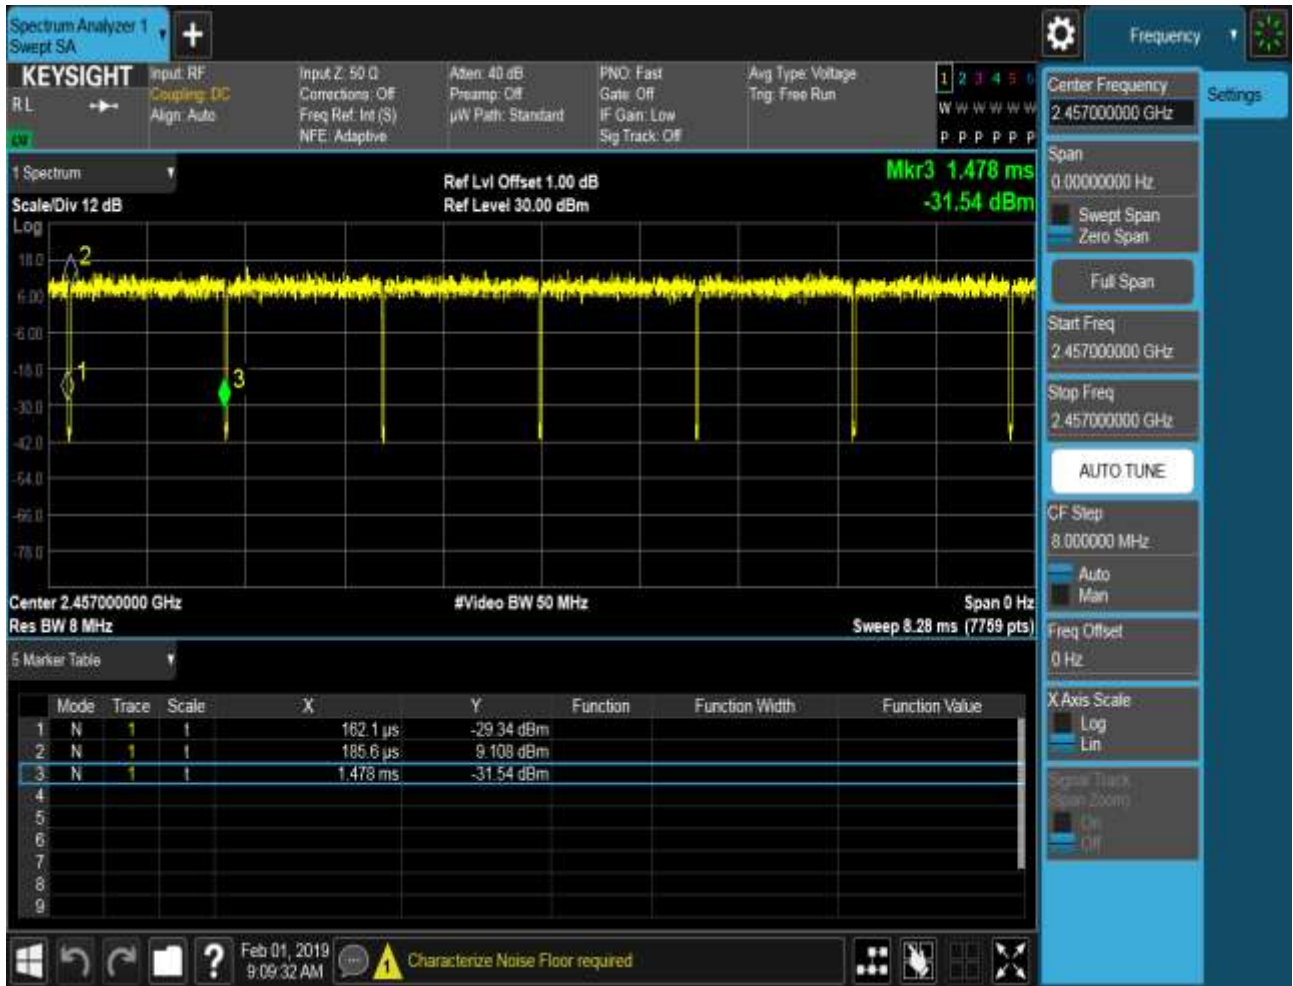 Spectrum Analyzer 1
Swept SA
+
Frequency
KEYSIGHT
R L
Input: RF
Coupling: DC
Align: Auto
Input Z: 50 Ω
Corrections: Off
Freq Ref: Int (S)
NFE: Adaptive
Atten: 40 dB
Preamp: Off
µW Path: Standard
PNO: Fast
Gate: Off
IF Gain: Low
Sig Track: Off
Avg Type: Voltage
Trig: Free Run
1 2 3 4 5 6
W W W W W W
P P P P P P
1 Spectrum
Scale/Div 12 dB
Ref Lvl Offset 1.00 dB
Ref Level 30.00 dBm
Mkr3 1.478 ms
-31.54 dBm
Log
18.0
6.00
-6.00
-18.0
-30.0
-42.0
-54.0
-66.0
-78.0
2
1
3
Center 2.457000000 GHz
#Video BW 50 MHz
Span 0 Hz
Res BW 8 MHz
Sweep 8.28 ms (7759 pts)
5 Marker Table
Mode Trace Scale X Y Function Function Width Function Value
1 N 1 t 162.1 µs -29.34 dBm
2 N 1 t 185.6 µs 9.108 dBm
3 N 1 t 1.478 ms -31.54 dBm
4
5
6
7
8
9
Feb 01, 2019
9:09:32 AM
?
1
Characterize Noise Floor required
Center Frequency
2.457000000 GHz
Settings
Span
0.00000000 Hz
Swept Span
Zero Span
Full Span
Start Freq
2.457000000 GHz
Stop Freq
2.457000000 GHz
AUTO TUNE
CF Step
8.000000 MHz
Auto
Man
Freq Offset
0 Hz
X Axis Scale
Log
Lin
Signal Track
(Span Zoom)
On
Off